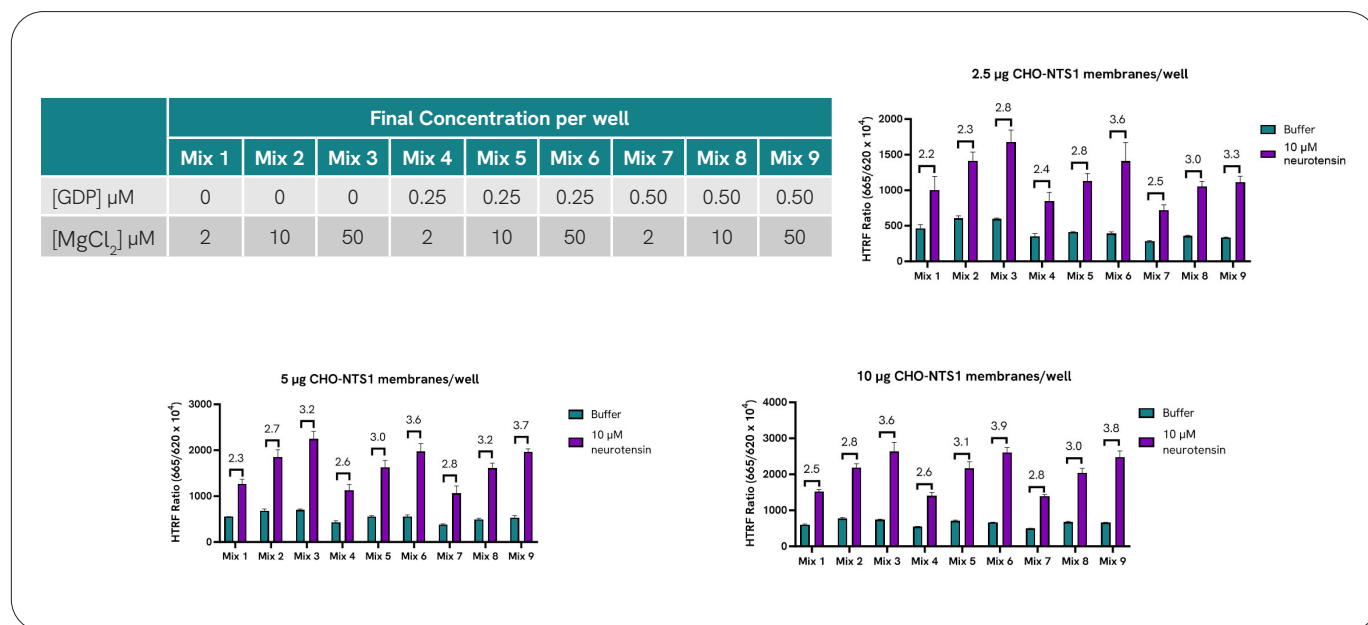 Final Concentration per well
Mix 1 Mix 2 Mix 3 Mix 4 Mix 5 Mix 6 Mix 7 Mix 8 Mix 9
[GDP] µM 0 0 0 0.25 0.25 0.25 0.50 0.50 0.50
[MgCl₂] µM 2 10 50 2 10 50 2 10 50
2.5 µg CHO-NTS1 membranes/well
HTRF Ratio (665/620 x 10⁴)
2000
1500
1000
500
0
2.2 2.3 2.8 2.4 2.8 3.6 2.5 3.0 3.3
Mix 1 Mix 2 Mix 3 Mix 4 Mix 5 Mix 6 Mix 7 Mix 8 Mix 9
Buffer
10 µM
neurotensin
5 µg CHO-NTS1 membranes/well
HTRF Ratio (665/620 x 10⁴)
3000
2000
1000
0
2.3 2.7 3.2 2.6 3.0 3.6 2.8 3.2 3.7
Mix 1 Mix 2 Mix 3 Mix 4 Mix 5 Mix 6 Mix 7 Mix 8 Mix 9
Buffer
10 µM
neurotensin
10 µg CHO-NTS1 membranes/well
HTRF Ratio (665/620 x 10⁴)
4000
3000
2000
1000
0
2.5 2.8 3.6 2.6 3.1 3.9 2.8 3.0 3.8
Mix 1 Mix 2 Mix 3 Mix 4 Mix 5 Mix 6 Mix 7 Mix 8 Mix 9
Buffer
10 µM
neurotensin